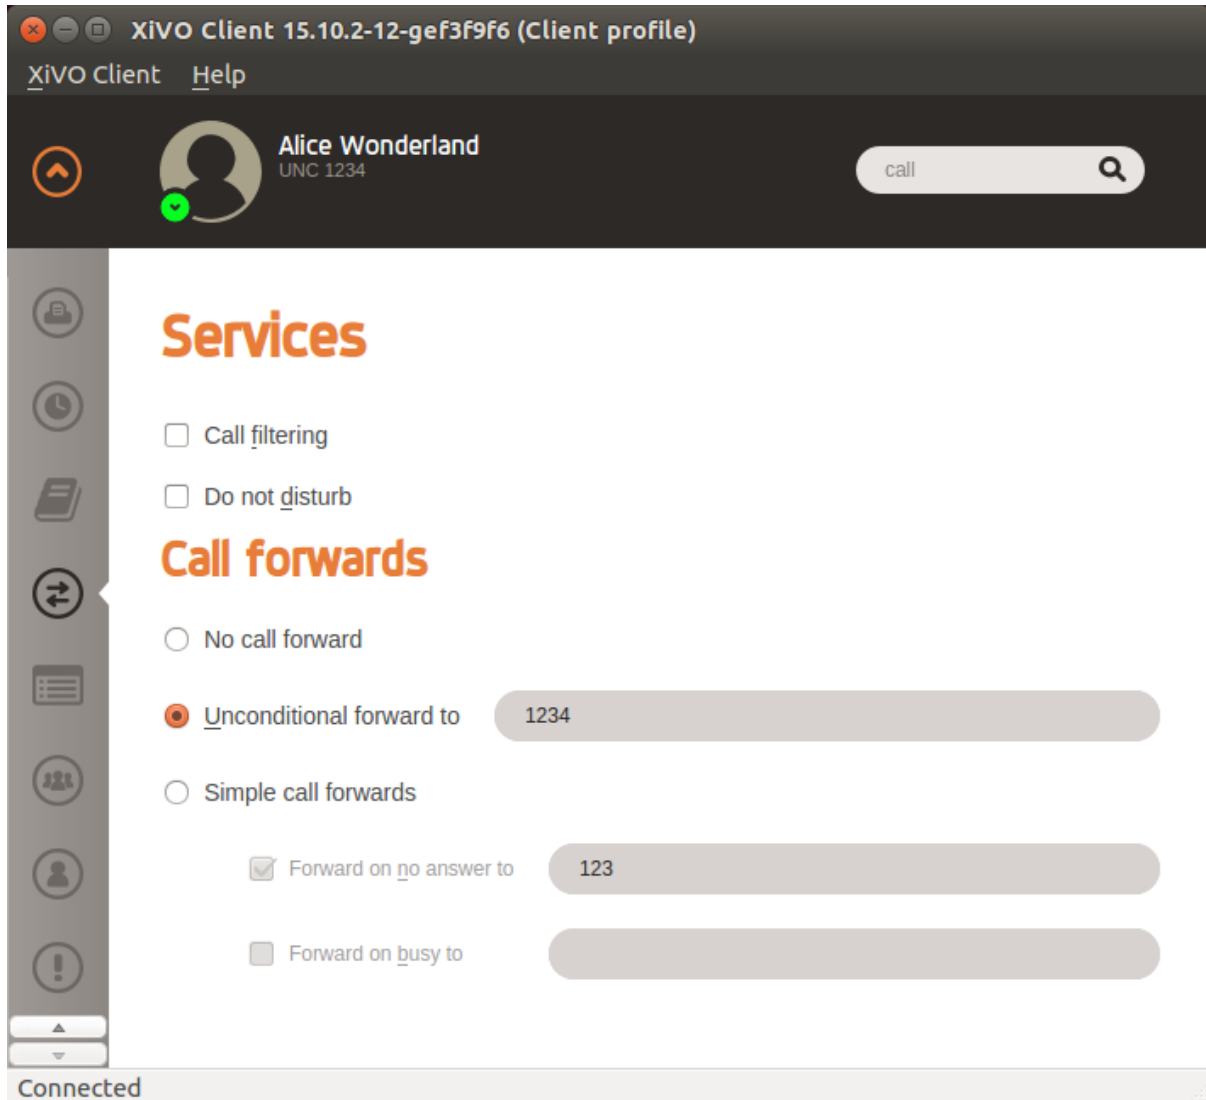 XiVO Client 15.10.2-12-gef3f9f6 (Client profile)
XiVO Client Help
Alice Wonderland
UNC 1234
call
Services
Call filtering
Do not disturb
Call forwards
No call forward
Unconditional forward to 1234
Simple call forwards
Forward on no answer to 123
Forward on busy to
Connected